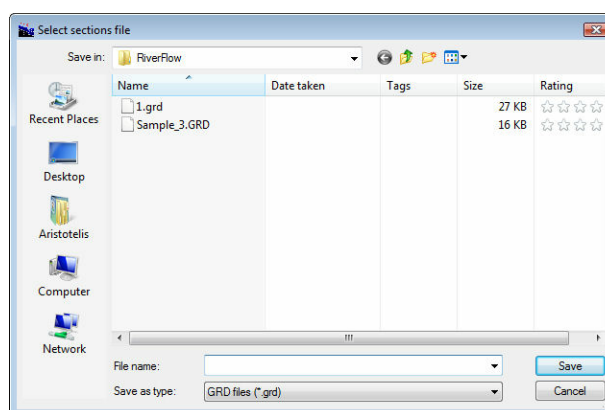 Select sections file
Save in: RiverFlow
Name Date taken Tags Size Rating
1.grd 27 KB
Sample_3.GRD 16 KB
Recent Places
Desktop
Aristotelis
Computer
Network
File name: Save
Save as type: GRD files (*.grd) Cancel